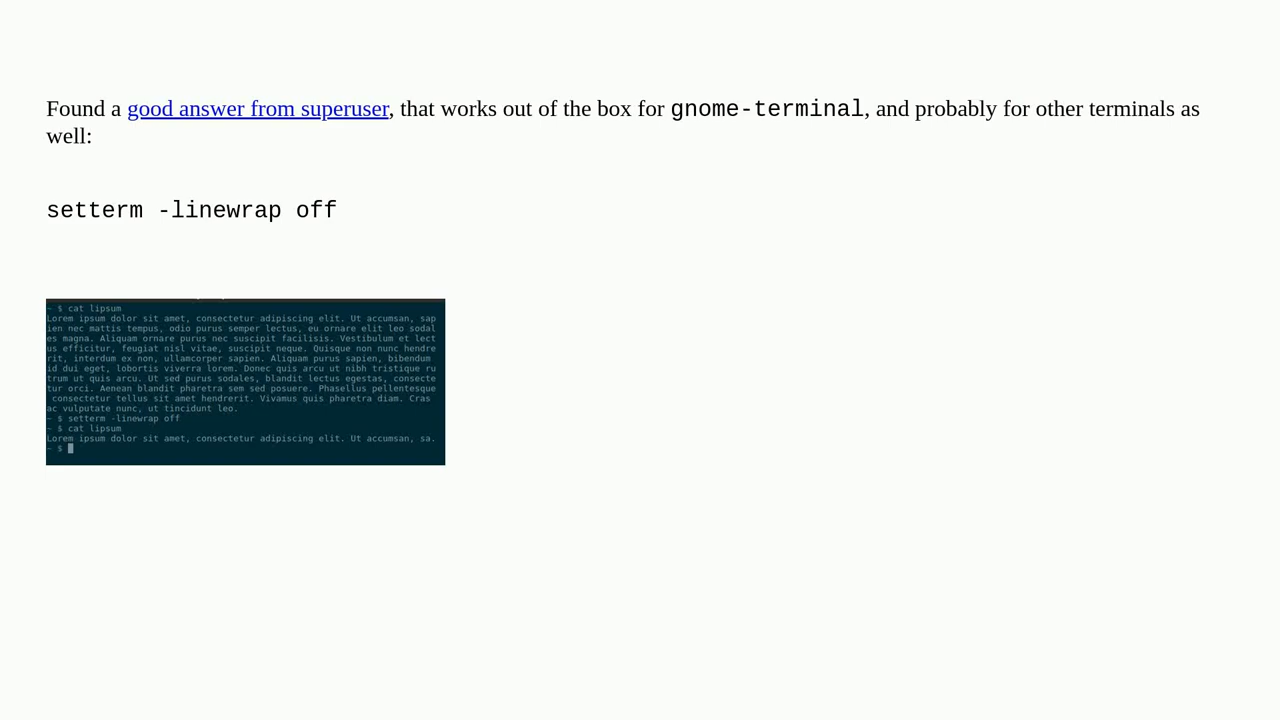 Found a good answer from superuser, that works out of the box for gnome-terminal, and probably for other terminals as
well:
setterm -linewrap off
~ $ cat lipsum
Lorem ipsum dolor sit amet, consectetur adipiscing elit. Ut accumsan, sap
ien nec mattis tempus, odio purus semper lectus, eu ornare elit leo sodal
es magna. Aliquam ornare purus nec suscipit facilisis. Vestibulum et lect
us efficitur, feugiat nisl vitae, suscipit neque. Quisque non nunc hendre
rit, interdum ex non, ullamcorper sapien. Aliquam purus sapien, bibendum
id dui eget, lobortis viverra lorem. Donec quis arcu ut nibh tristique ru
trum ut quis arcu. Ut sed purus sodales, blandit lectus egestas, consecte
tur orci. Aenean blandit pharetra sem sed posuere. Phasellus pellentesque
consectetur tellus sit amet hendrerit. Vivamus quis pharetra diam. Cras
ac vulputate nunc, ut tincidunt leo.
~ $ setterm -linewrap off
~ $ cat lipsum
Lorem ipsum dolor sit amet, consectetur adipiscing elit. Ut accumsan, sa.
~ $